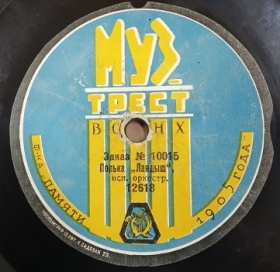 МУЗ
ТРЕСТ
ВСНХ
Заказ № 10015
Полька „Ландыш“,
исп. оркестр.
12618
Ф-КА „ПАМЯТИ
1905 ГОДА“